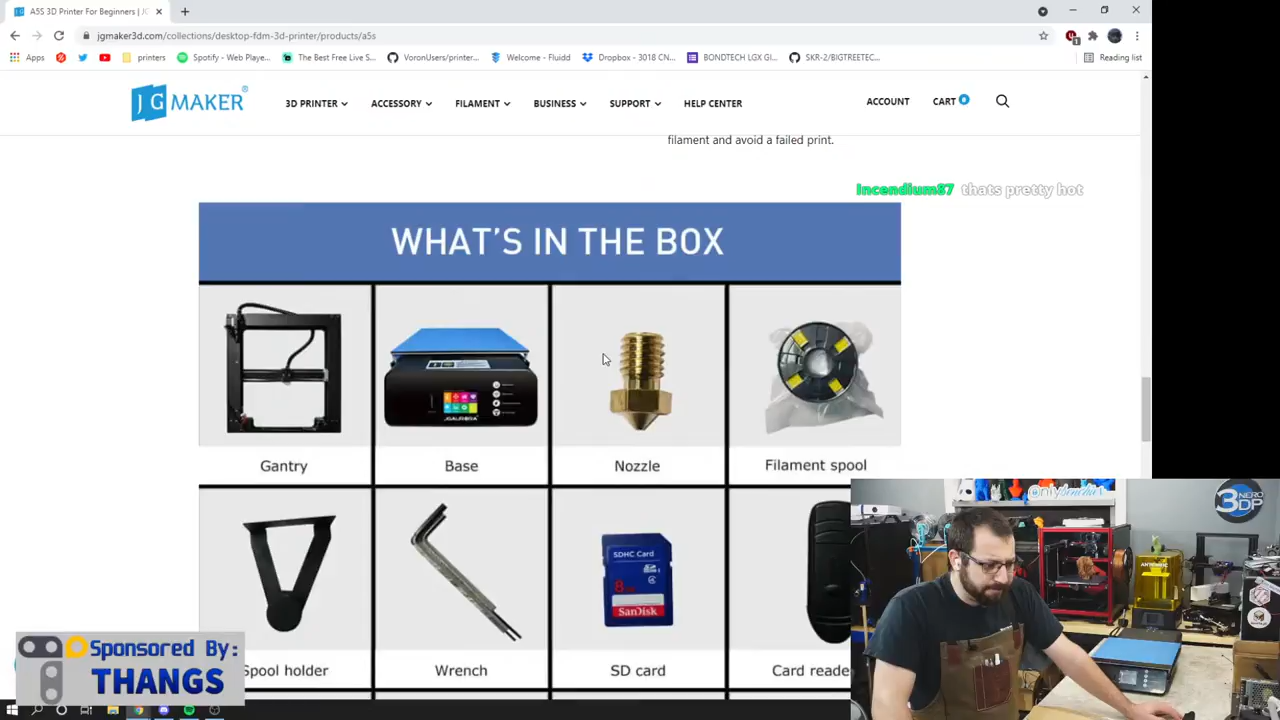 A5S 3D Printer For Beginners | JG
jgmaker3d.com/collections/desktop-fdm-3d-printer/products/a5s
Apps
printers
Spotify - Web Playe...
The Best Free Live S...
VoronUsers/printer...
Welcome - Fluidd
Dropbox - 3018 CN...
BONDTECH LGX GI...
SKR-2/BIGTREETEC...
Reading list
JGMAKER®
3D PRINTER
ACCESSORY
FILAMENT
BUSINESS
SUPPORT
HELP CENTER
ACCOUNT
CART 0
filament and avoid a failed print.
Incendium87 thats pretty hot
WHAT'S IN THE BOX
JGAURORA
Gantry
Base
Nozzle
Filament spool
SDHC Card
8
SanDisk
Spool holder
Wrench
SD card
Card reade
Sponsored By:
THANGS
NERD
3DP